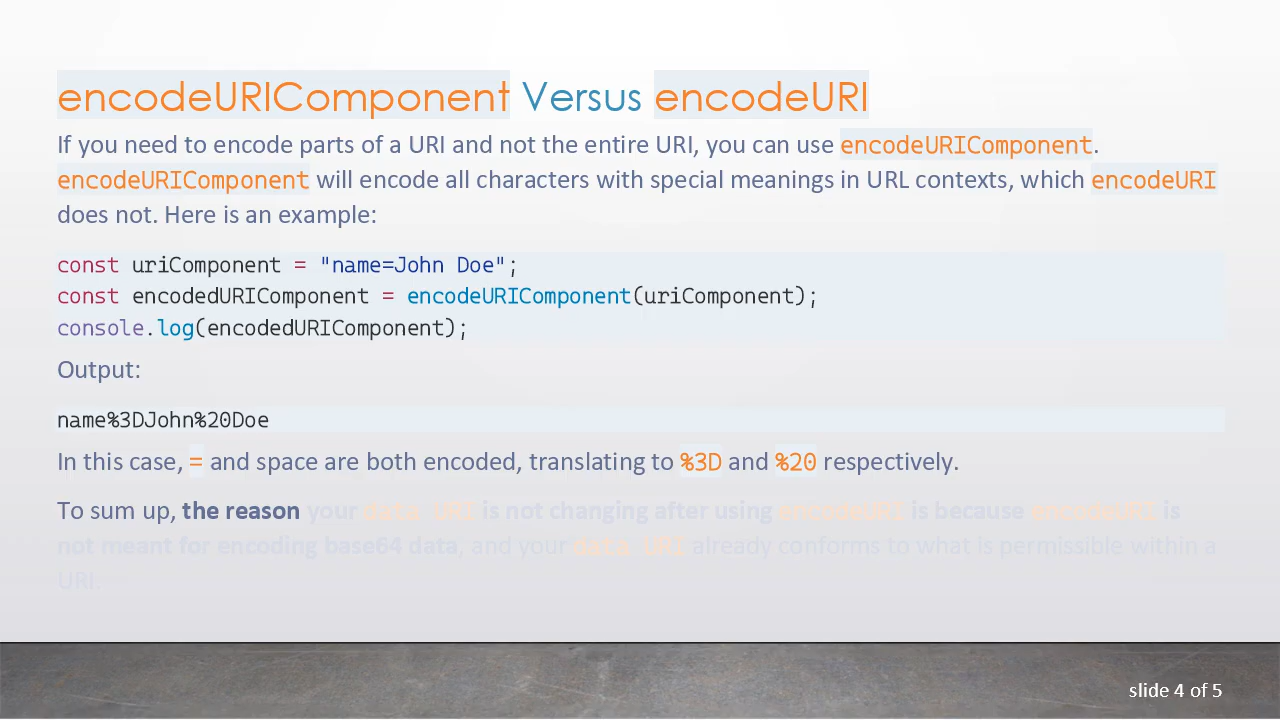 encodeURIComponent Versus encodeURI
If you need to encode parts of a URI and not the entire URI, you can use encodeURIComponent.
encodeURIComponent will encode all characters with special meanings in URL contexts, which encodeURI
does not. Here is an example:
const uriComponent = "name=John Doe";
const encodedURIComponent = encodeURIComponent(uriComponent);
console.log(encodedURIComponent);
Output:
name%3DJohn%20Doe
In this case, = and space are both encoded, translating to %3D and %20 respectively.
To sum up, the reason your data URI is not changing after using encodeURI is because encodeURI is
not meant for encoding base64 data, and your data URI already conforms to what is permissible within a
URI.
slide 4 of 5